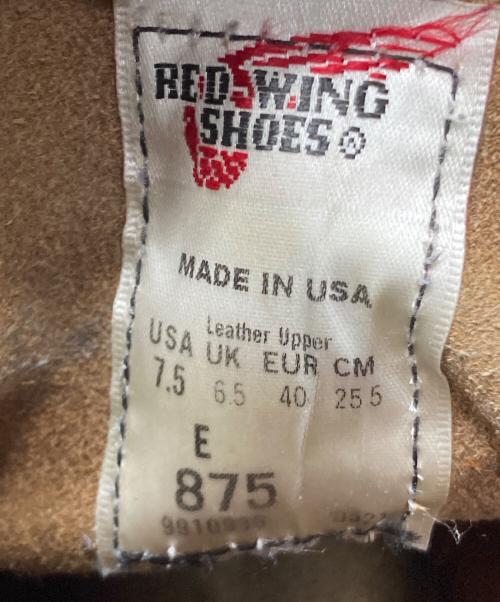 RED WING
SHOES®
MADE IN USA
Leather Upper
USA UK EUR CM
7.5 6.5 40 25 5
E
875